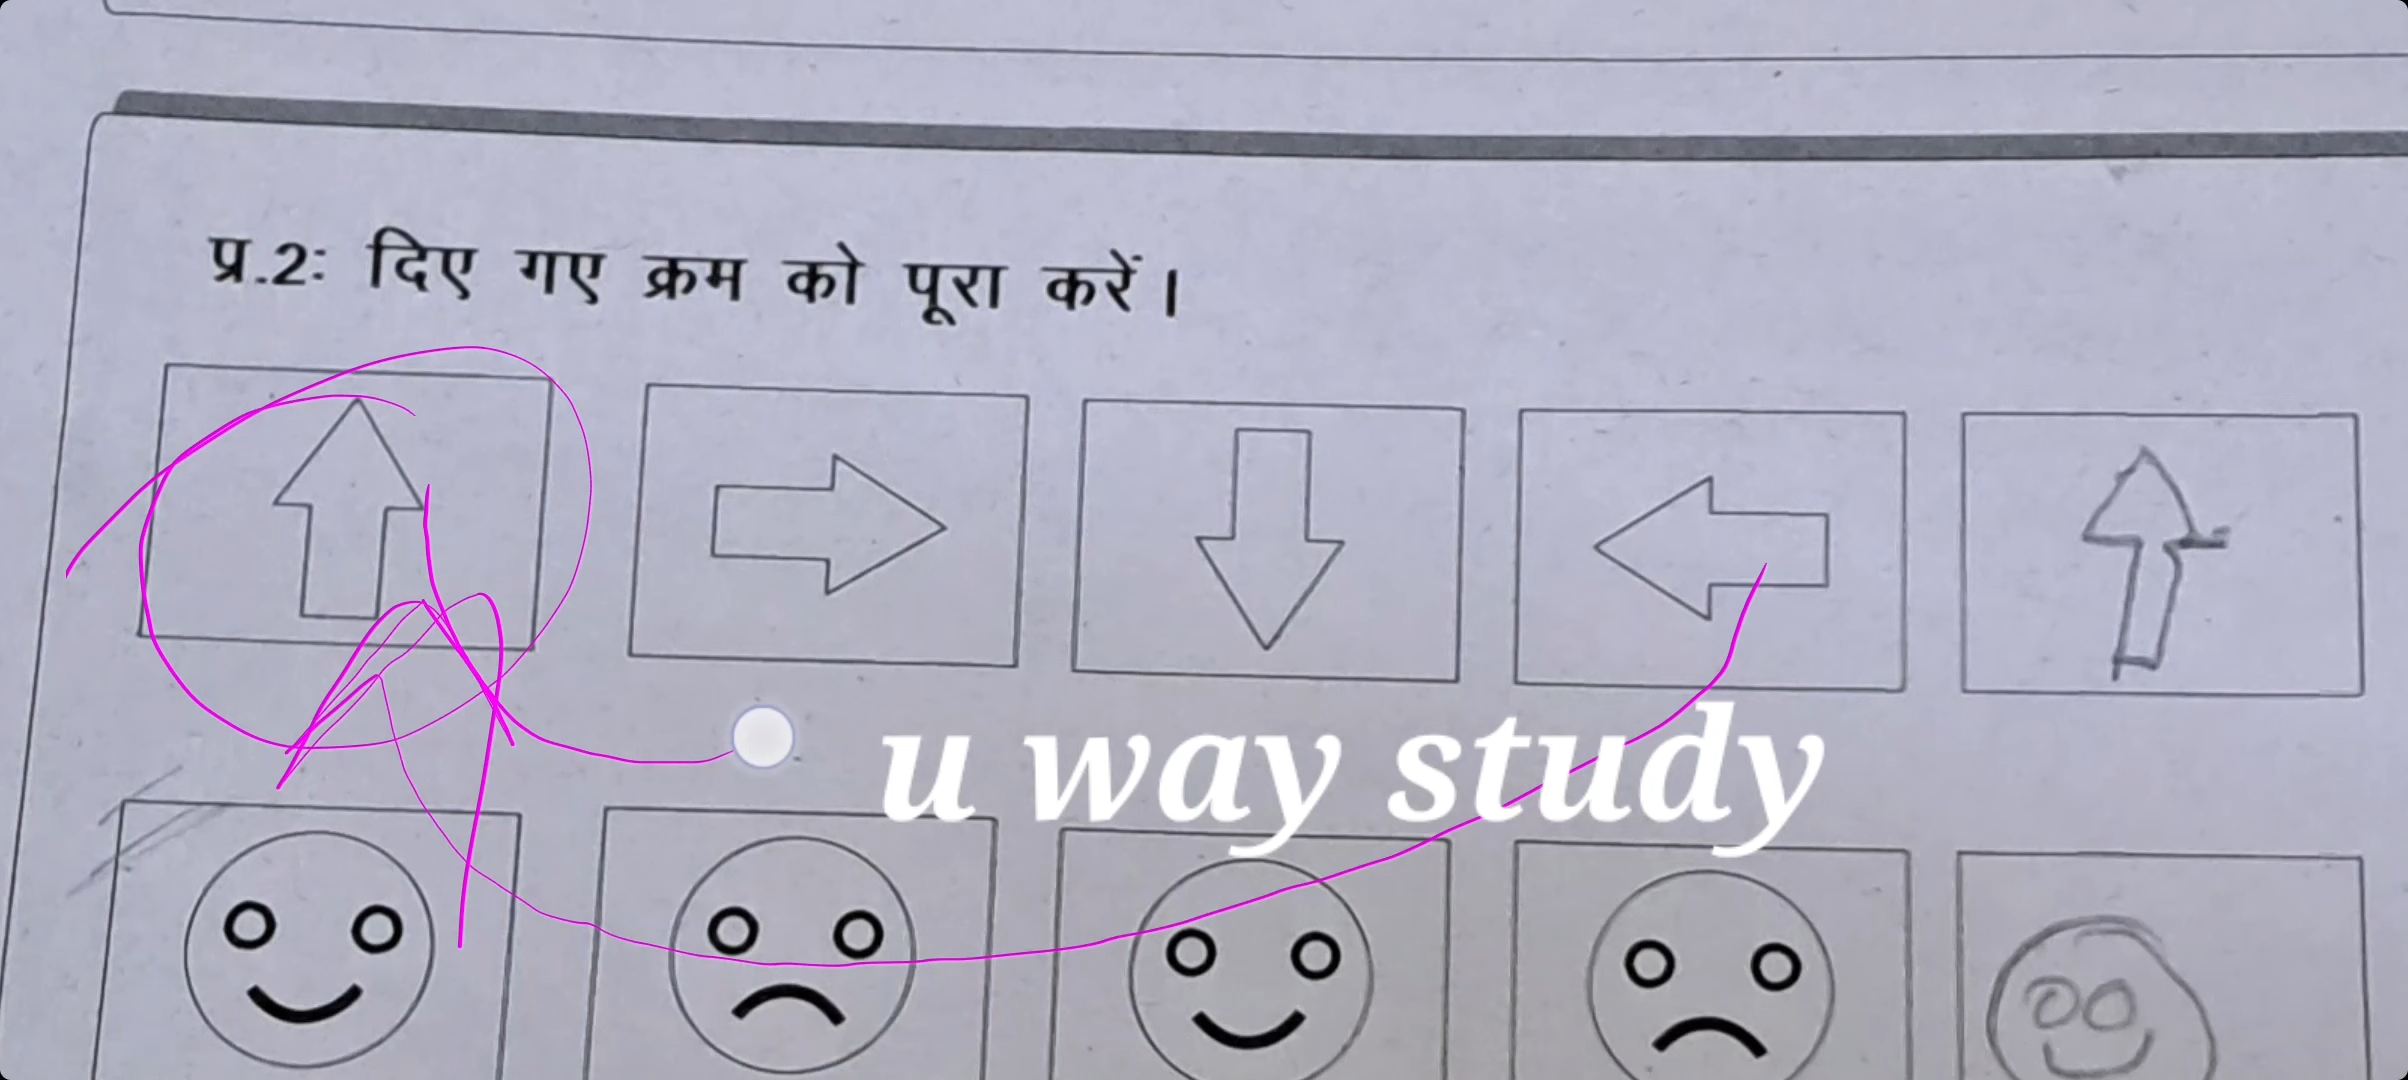 प्र.2: दिए गए क्रम को पूरा करें।
u way study